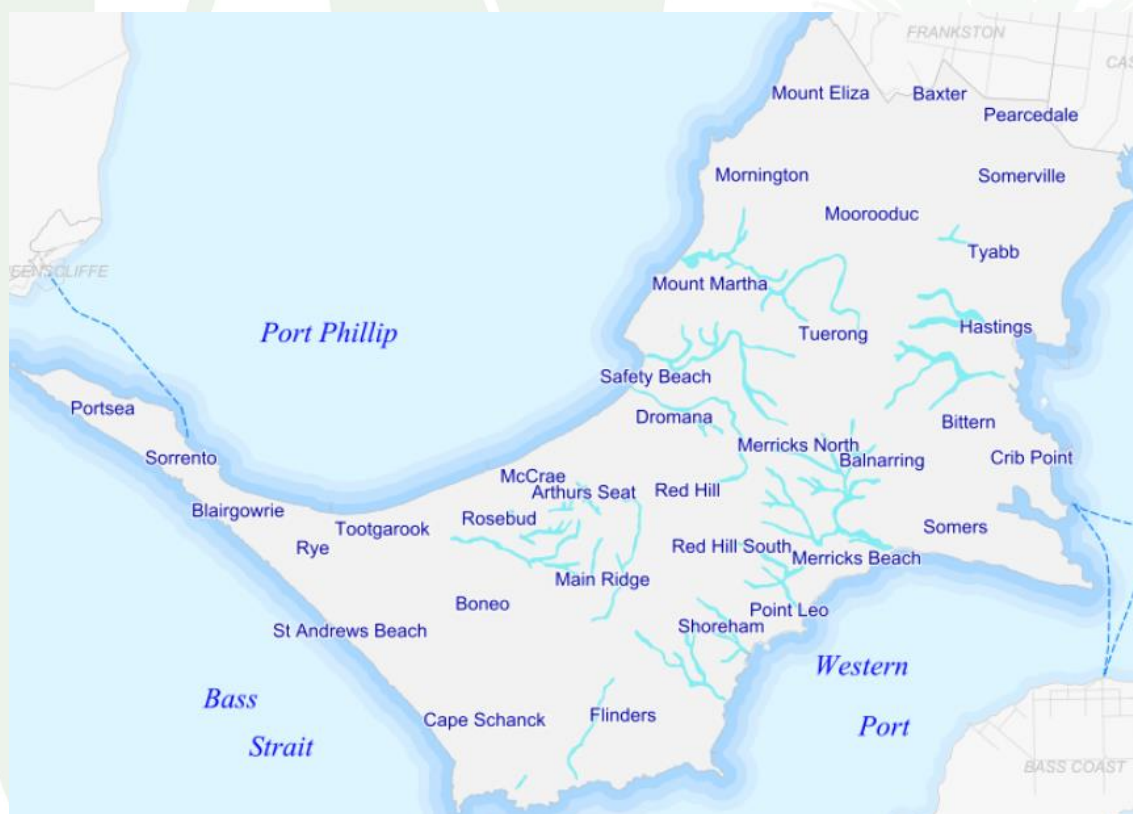 FRANKSTON
Mount Eliza
Baxter
Pearcedale
Mornington
Somerville
Moorooduc
Tyabb
Mount Martha
Port Phillip
Tuerong
Hastings
Safety Beach
Portsea
Dromana
Bittern
Sorrento
Merricks North
Balnarring
Crib Point
McCrae
Arthurs Seat
Red Hill
Blairgowrie
Tootgarook
Rosebud
Somers
Rye
Red Hill South
Merricks Beach
Main Ridge
Boneo
Point Leo
St Andrews Beach
Shoreham
Western
Port
Bass
Strait
Cape Schanck
Flinders
BASS COAST